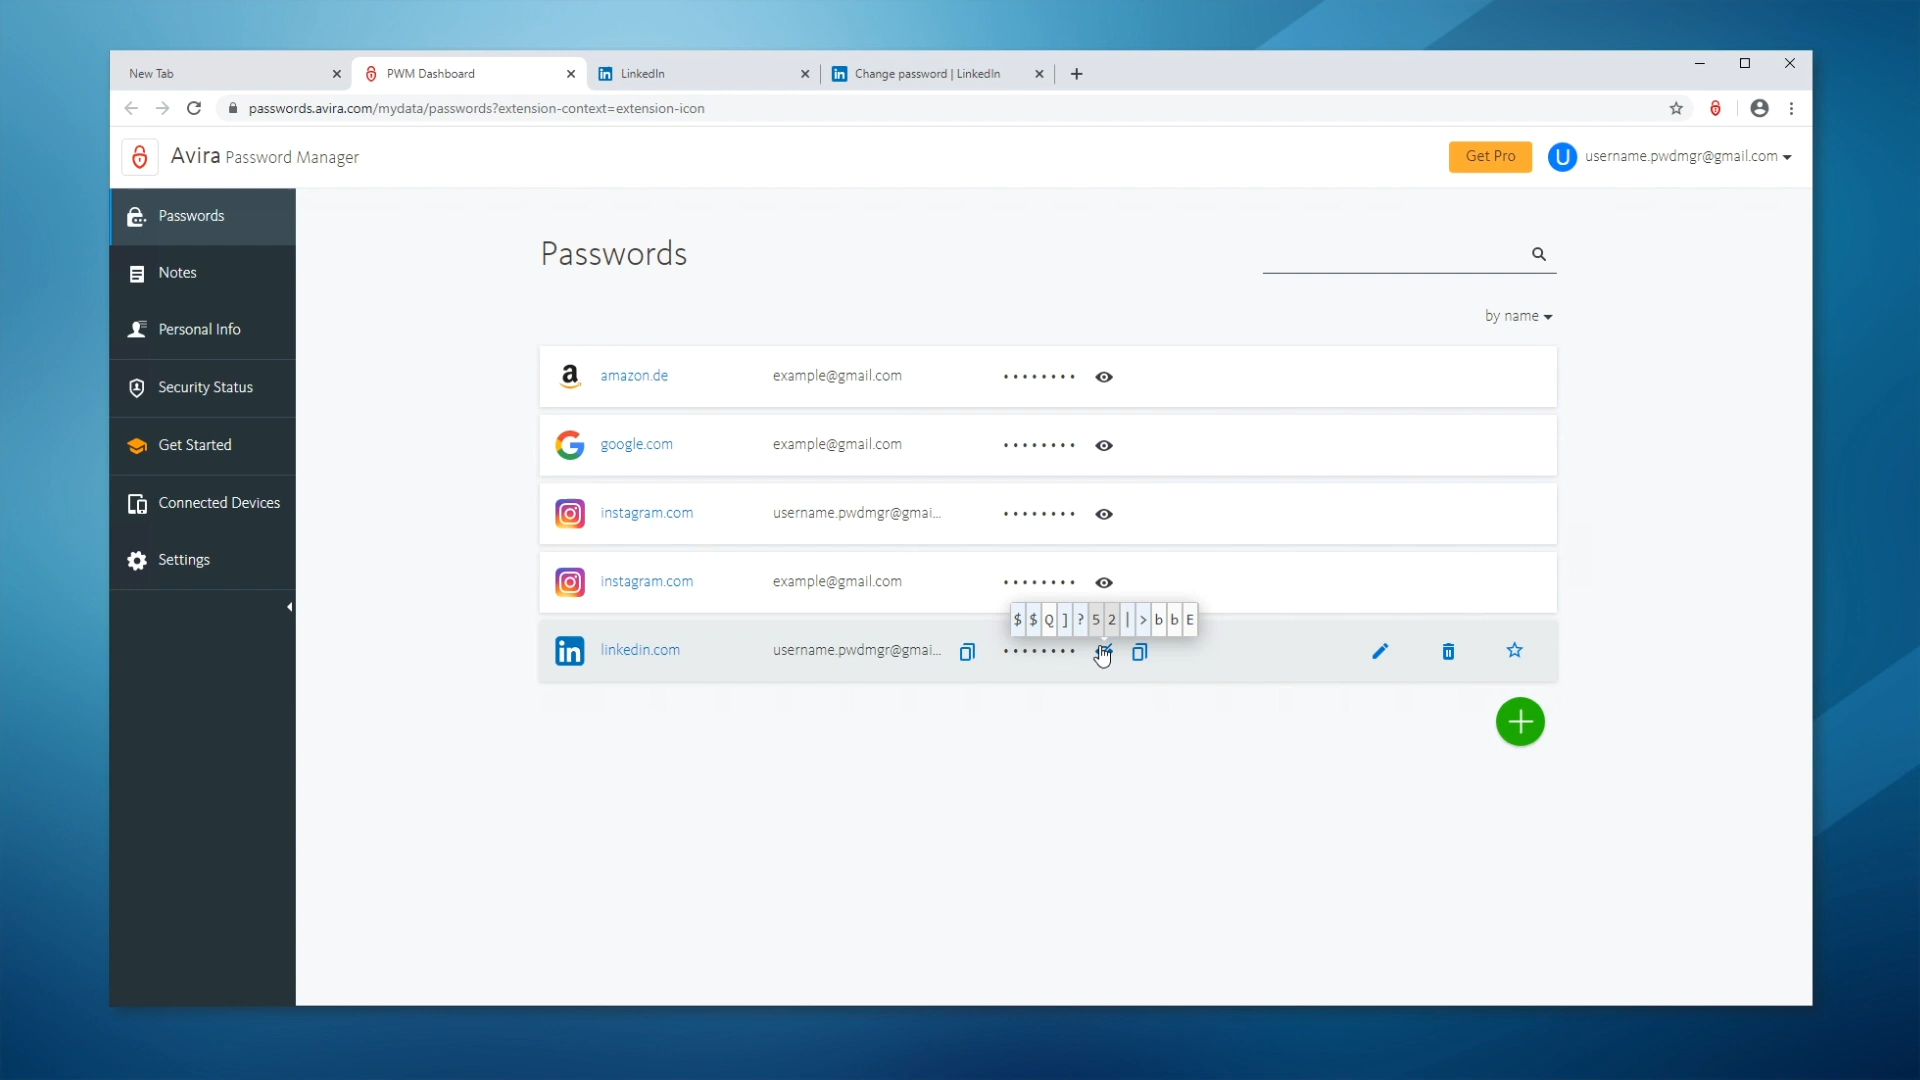 New Tab
PWM Dashboard
LinkedIn
Change password | LinkedIn
passwords.avira.com/mydata/passwords?extension-context=extension-icon
Avira Password Manager
Get Pro
U
username.pwdmgr@gmail.com
Passwords
Notes
Personal Info
Security Status
Get Started
Connected Devices
Settings
Passwords
by name
amazon.de example@gmail.com ........
google.com example@gmail.com ........
instagram.com username.pwdmgr@gmai... ........
instagram.com example@gmail.com ........
$$Q]?52|>bbE
linkedin.com username.pwdmgr@gmai... ........